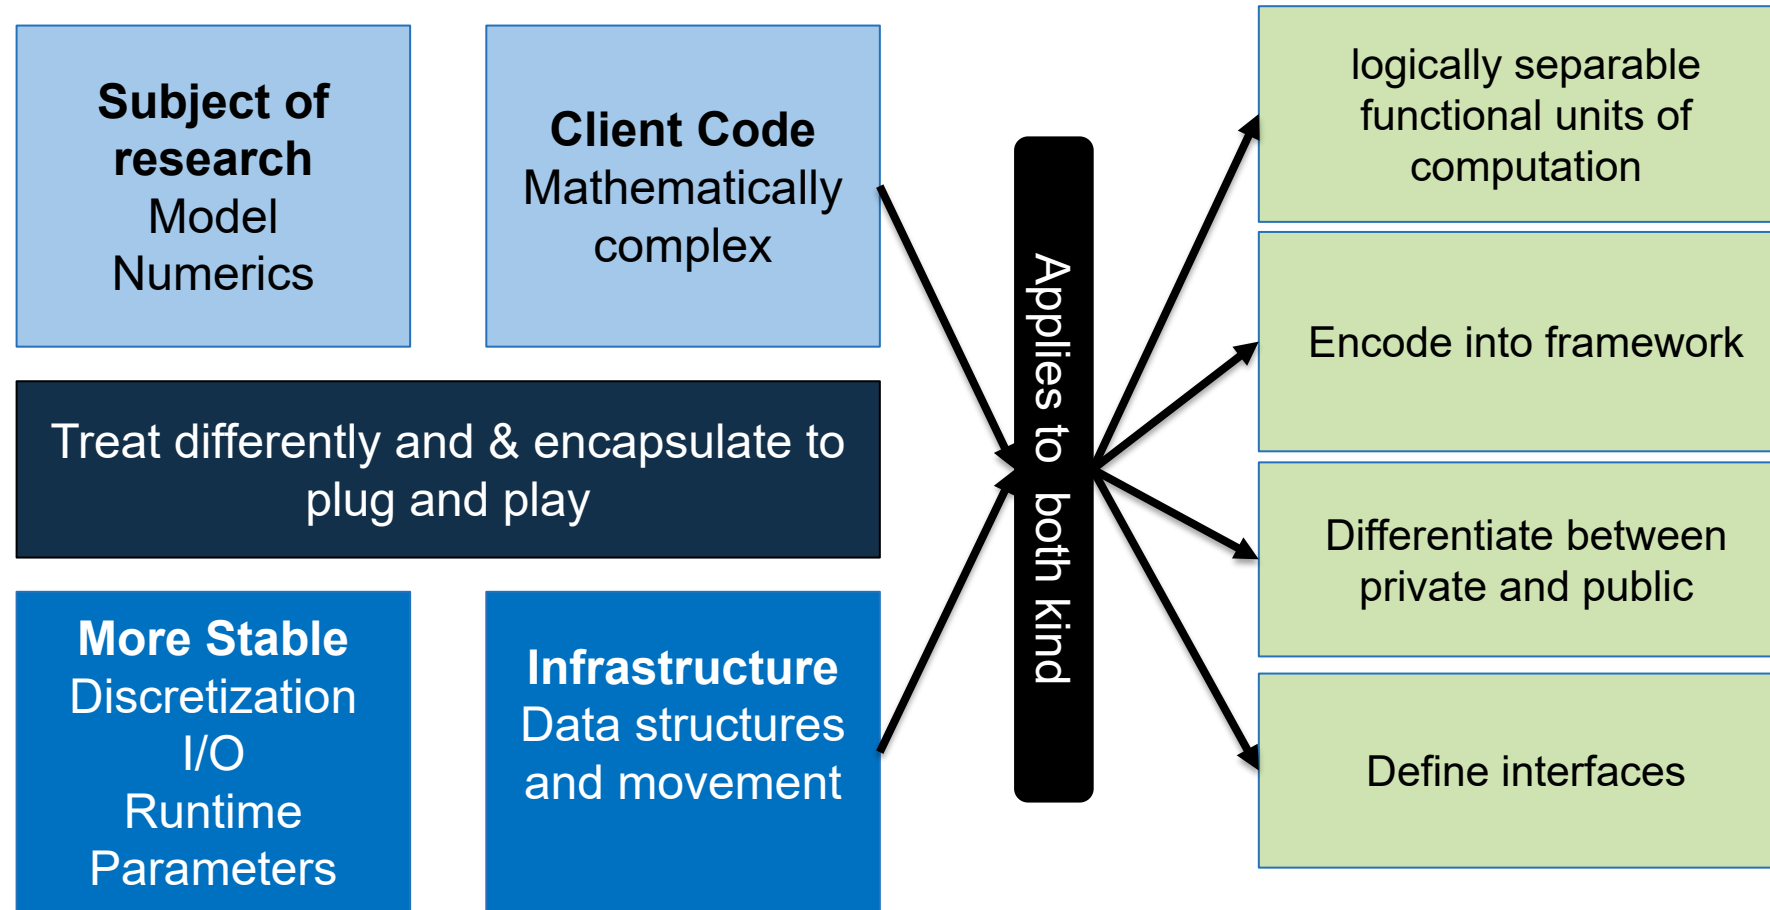 Subject of
research
Model
Numerics
Client Code
Mathematically
complex
Treat differently and & encapsulate to
plug and play
More Stable
Discretization
I/O
Runtime
Parameters
Infrastructure
Data structures
and movement
Applies to both kind
logically separable
functional units of
computation
Encode into framework
Differentiate between
private and public
Define interfaces